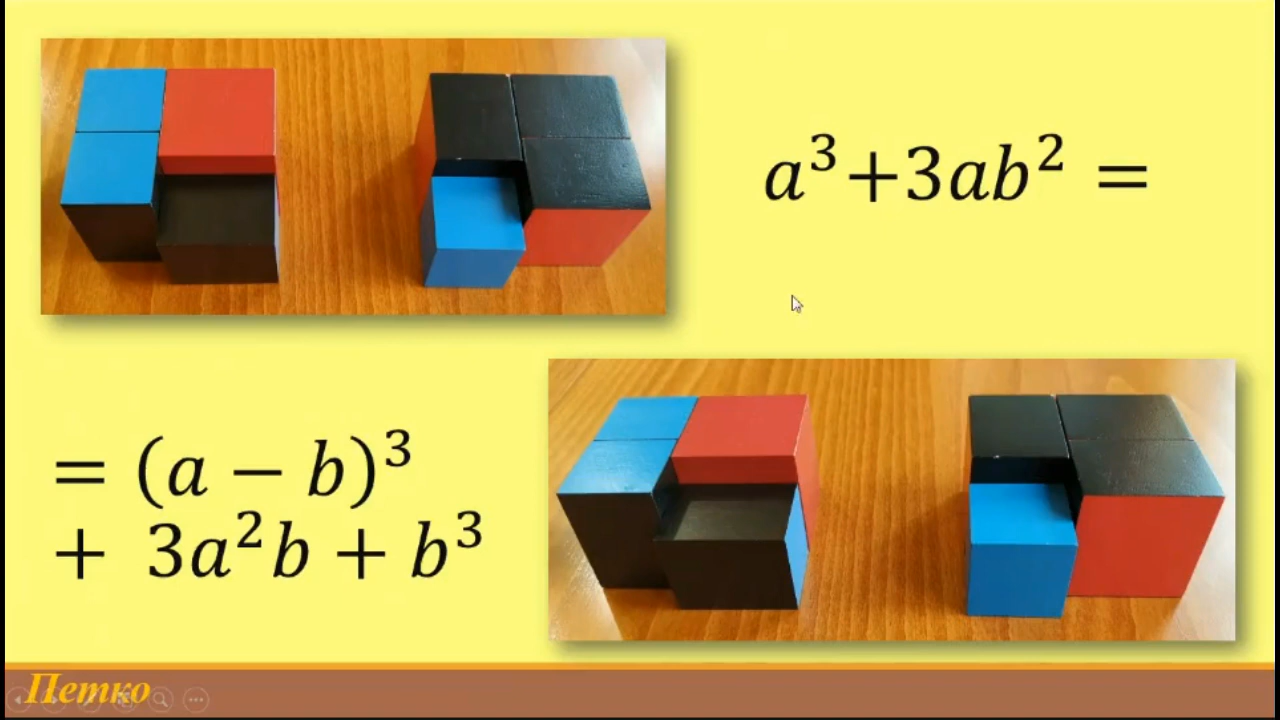 a³+3ab² =
= (a − b)³
+ 3a²b + b³
Петко